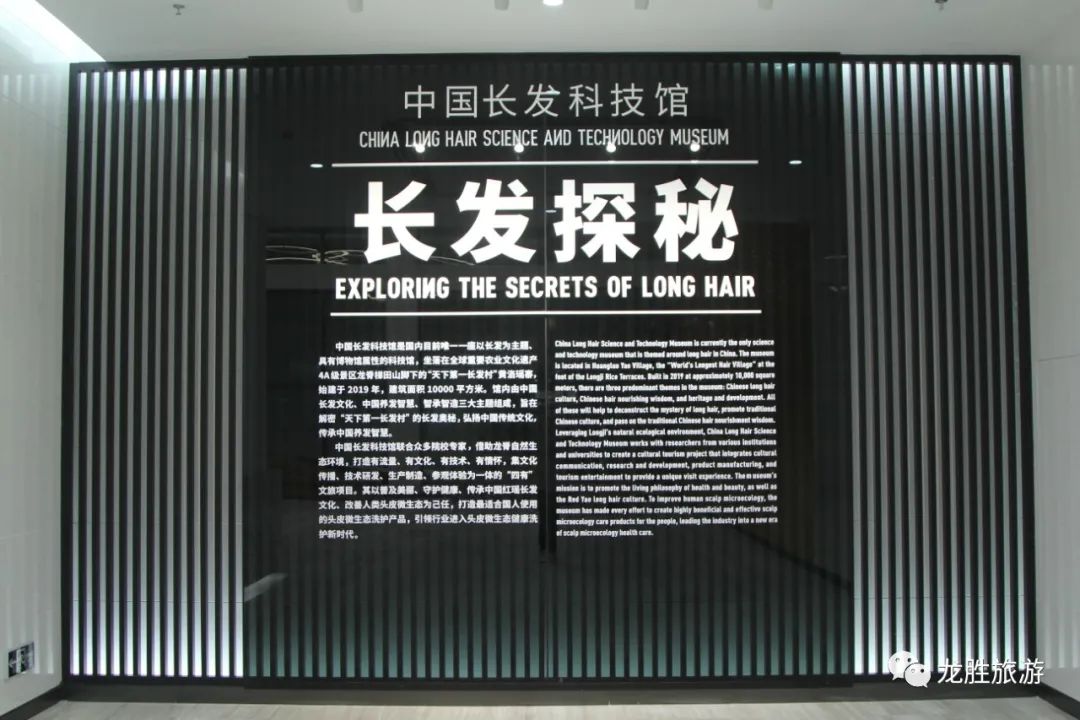 中国长发科技馆
CHINA LONG HAIR SCIENCE AND TECHNOLOGY MUSEUM
长发探秘
EXPLORING THE SECRETS OF LONG HAIR
中国长发科技馆是国内目前唯一一座以长发为主题、
具有博物馆属性的科技馆，坐落在全球重要农业文化遗产
4A级景区龙脊梯田山脚下的“天下第一长发村”黄洛瑶寨，
始建于 2019 年，建筑面积 10000 平方米。馆内由中国
长发文化、中国养发智慧、智承智造三大主题组成，旨在
解密“天下第一长发村”的长发奥秘，弘扬中国传统文化，
传承中国养发智慧。
中国长发科技馆联合众多院校专家，借助龙脊自然生
态环境，打造有流量、有文化、有技术、有情怀，集文化
传播、技术研发、生产制造、参观体验为一体的“四有”
文旅项目。其以普及美丽、守护健康、传承中国红瑶长发
文化、改善人类头皮微生态为己任，打造最适合国人使用
的头皮微生态洗护产品，引领行业进入头皮微生态健康洗
护新时代。
China Long Hair Science and Technology Museum is currently the only science
and technology museum that is themed around long hair in China. The museum
is located in Huangluo Yao Village, the "World's Longest Hair Village" at the
foot of the Longji Rice Terraces. Built in 2019 at approximately 10,000 square
meters, there are three predominant themes in the museum: Chinese long hair
culture, Chinese hair nourishing wisdom, and heritage and development. All
of these will help to deconstruct the mystery of long hair, promote traditional
Chinese culture, and pass on the traditional Chinese hair nourishment wisdom.
Leveraging Longji's natural ecological environment, China Long Hair Science
and Technology Museum works with researchers from various institutions
and universities to create a cultural tourism project that integrates cultural
communication, research and development, product manufacturing, and
tourism entertainment to provide a unique visit experience. The museum's
mission is to promote the living philosophy of health and beauty, as well as
the Red Yao long hair culture. To improve human scalp microecology, the
museum has made every effort to create highly beneficial and effective scalp
microecology care products for the people, leading the industry into a new era
of scalp microecology health care.
龙胜旅游